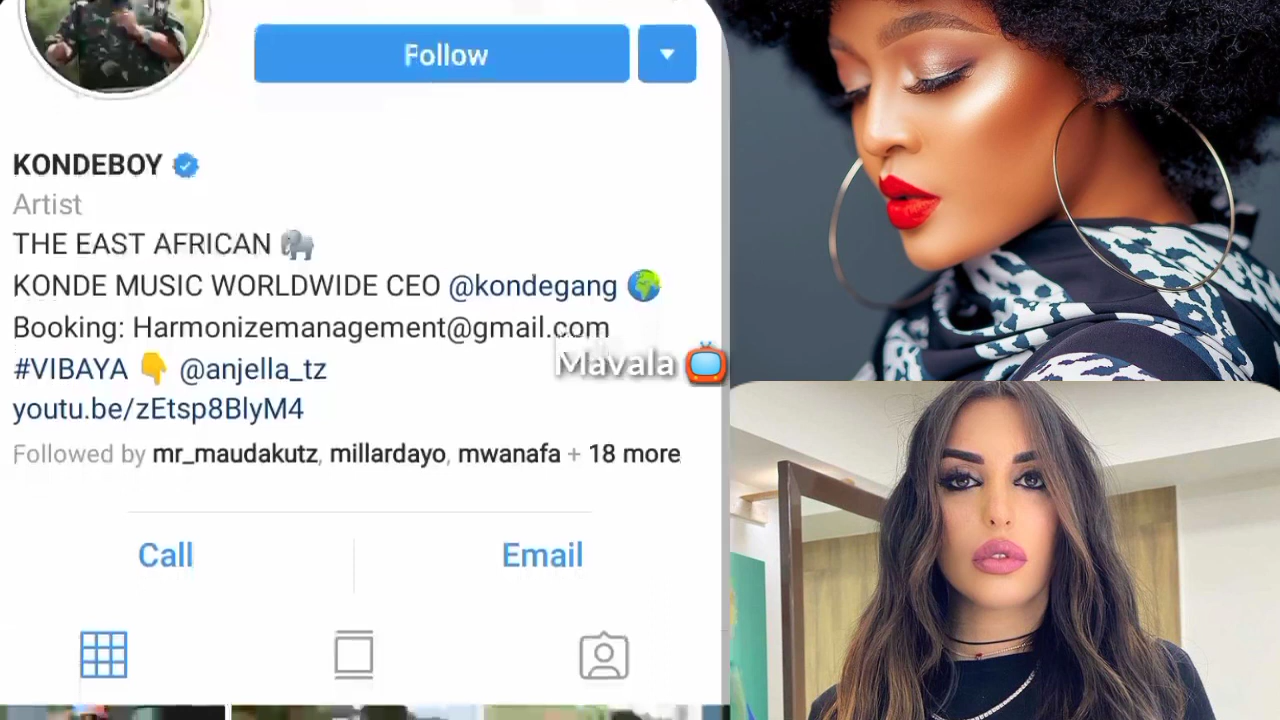 Follow
KONDEBOY
Artist
THE EAST AFRICAN 🐘
KONDE MUSIC WORLDWIDE CEO @kondegang 🌍
Booking: Harmonizemanagement@gmail.com
#VIBAYA 👇 @anjella_tz
Mavala 📺
youtu.be/zEtsp8BlyM4
Followed by mr_maudakutz, millardayo, mwanafa + 18 more
Call
Email